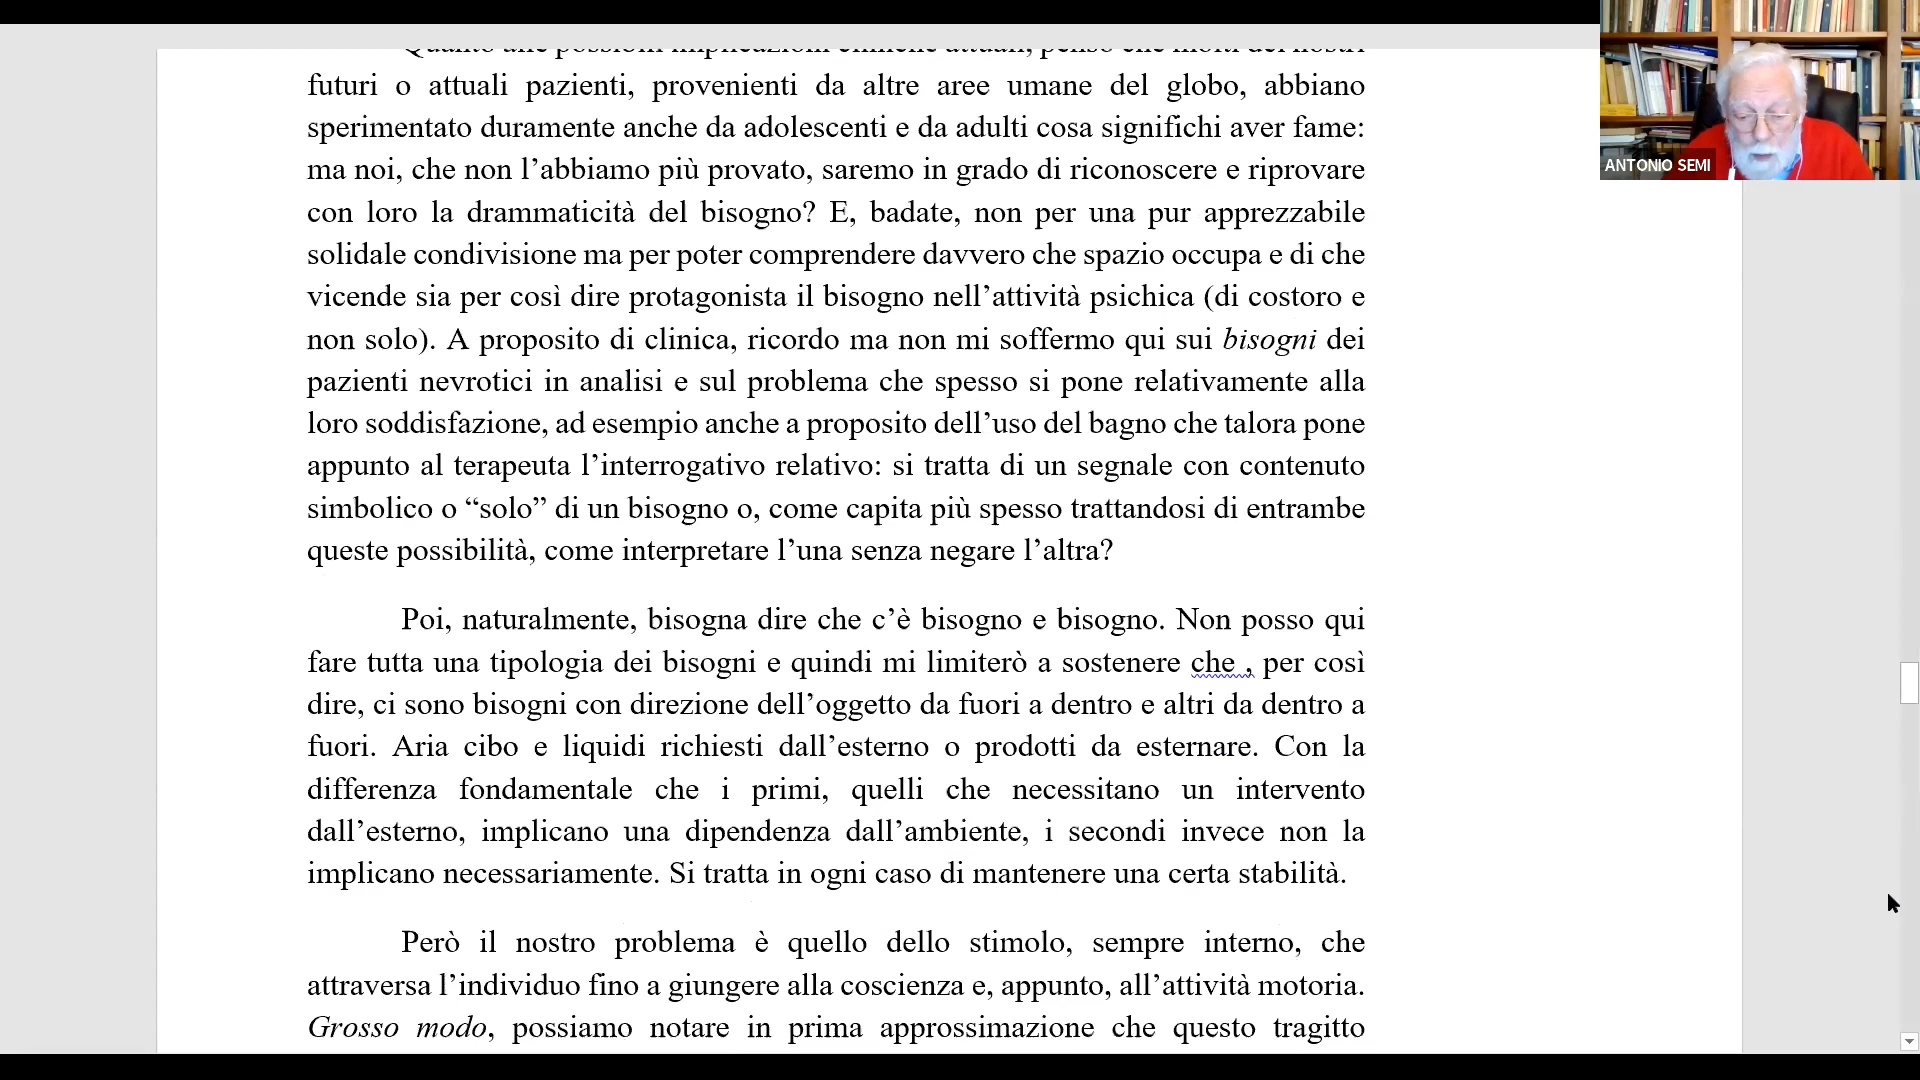 Quanto alle possibili implicazioni cliniche attuali, penso che molti dei nostri
futuri o attuali pazienti, provenienti da altre aree umane del globo, abbiano
sperimentato duramente anche da adolescenti e da adulti cosa significhi aver fame:
ma noi, che non l’abbiamo più provato, saremo in grado di riconoscere e riprovare
con loro la drammaticità del bisogno? E, badate, non per una pur apprezzabile
solidale condivisione ma per poter comprendere davvero che spazio occupa e di che
vicende sia per così dire protagonista il bisogno nell’attività psichica (di costoro e
non solo). A proposito di clinica, ricordo ma non mi soffermo qui sui bisogni dei
pazienti nevrotici in analisi e sul problema che spesso si pone relativamente alla
loro soddisfazione, ad esempio anche a proposito dell’uso del bagno che talora pone
appunto al terapeuta l’interrogativo relativo: si tratta di un segnale con contenuto
simbolico o “solo” di un bisogno o, come capita più spesso trattandosi di entrambe
queste possibilità, come interpretare l’una senza negare l’altra?
Poi, naturalmente, bisogna dire che c’è bisogno e bisogno. Non posso qui
fare tutta una tipologia dei bisogni e quindi mi limiterò a sostenere che , per così
dire, ci sono bisogni con direzione dell’oggetto da fuori a dentro e altri da dentro a
fuori. Aria cibo e liquidi richiesti dall’esterno o prodotti da esternare. Con la
differenza fondamentale che i primi, quelli che necessitano un intervento
dall’esterno, implicano una dipendenza dall’ambiente, i secondi invece non la
implicano necessariamente. Si tratta in ogni caso di mantenere una certa stabilità.
Però il nostro problema è quello dello stimolo, sempre interno, che
attraversa l’individuo fino a giungere alla coscienza e, appunto, all’attività motoria.
Grosso modo, possiamo notare in prima approssimazione che questo tragitto
ANTONIO SEMI